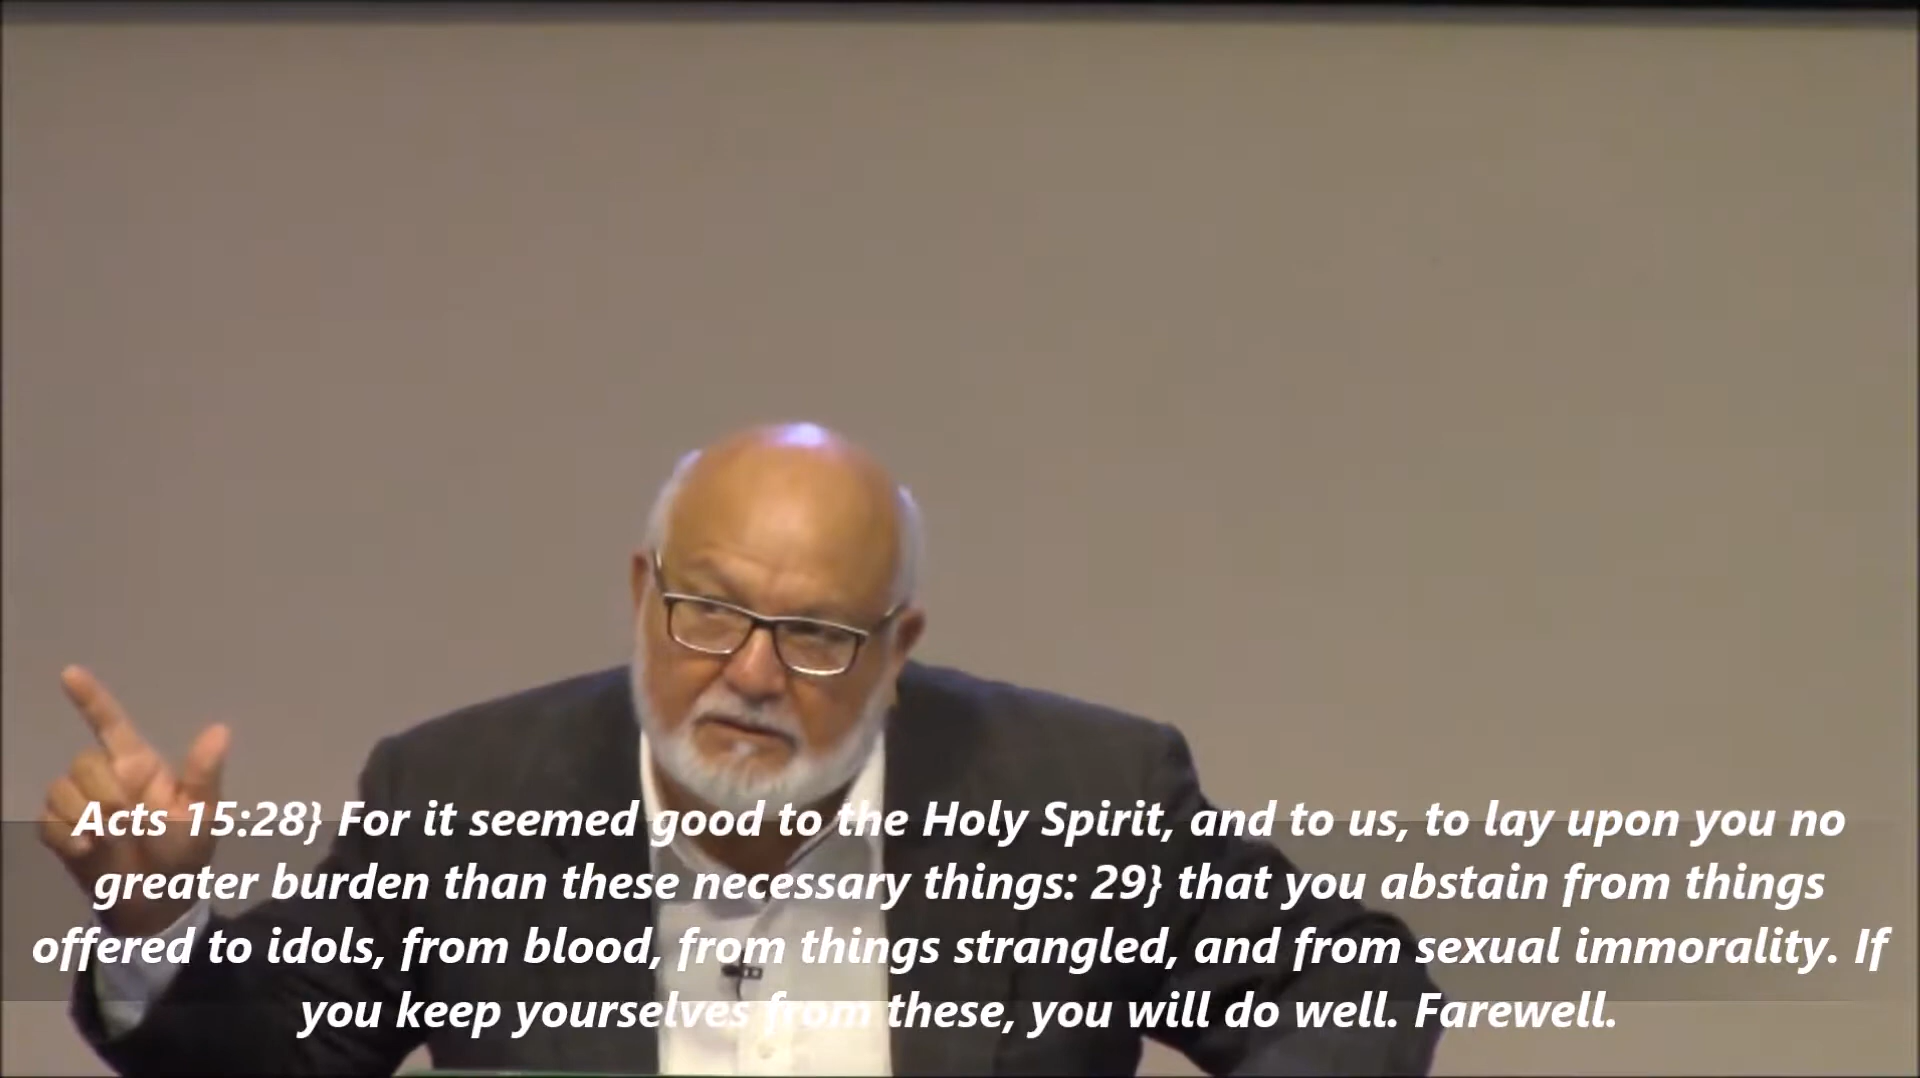 Acts 15:28} For it seemed good to the Holy Spirit, and to us, to lay upon you no
greater burden than these necessary things: 29} that you abstain from things
offered to idols, from blood, from things strangled, and from sexual immorality. If
you keep yourselves from these, you will do well. Farewell.